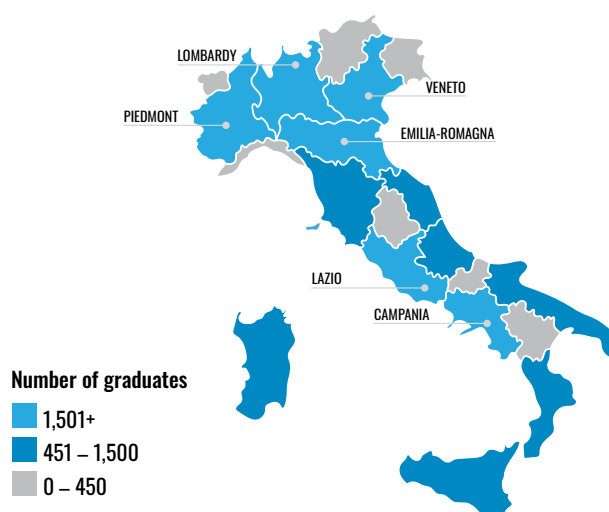 LOMBARDY
VENETO
PIEDMONT
EMILIA-ROMAGNA
LAZIO
CAMPANIA
Number of graduates
1,501+
451 – 1,500
0 – 450